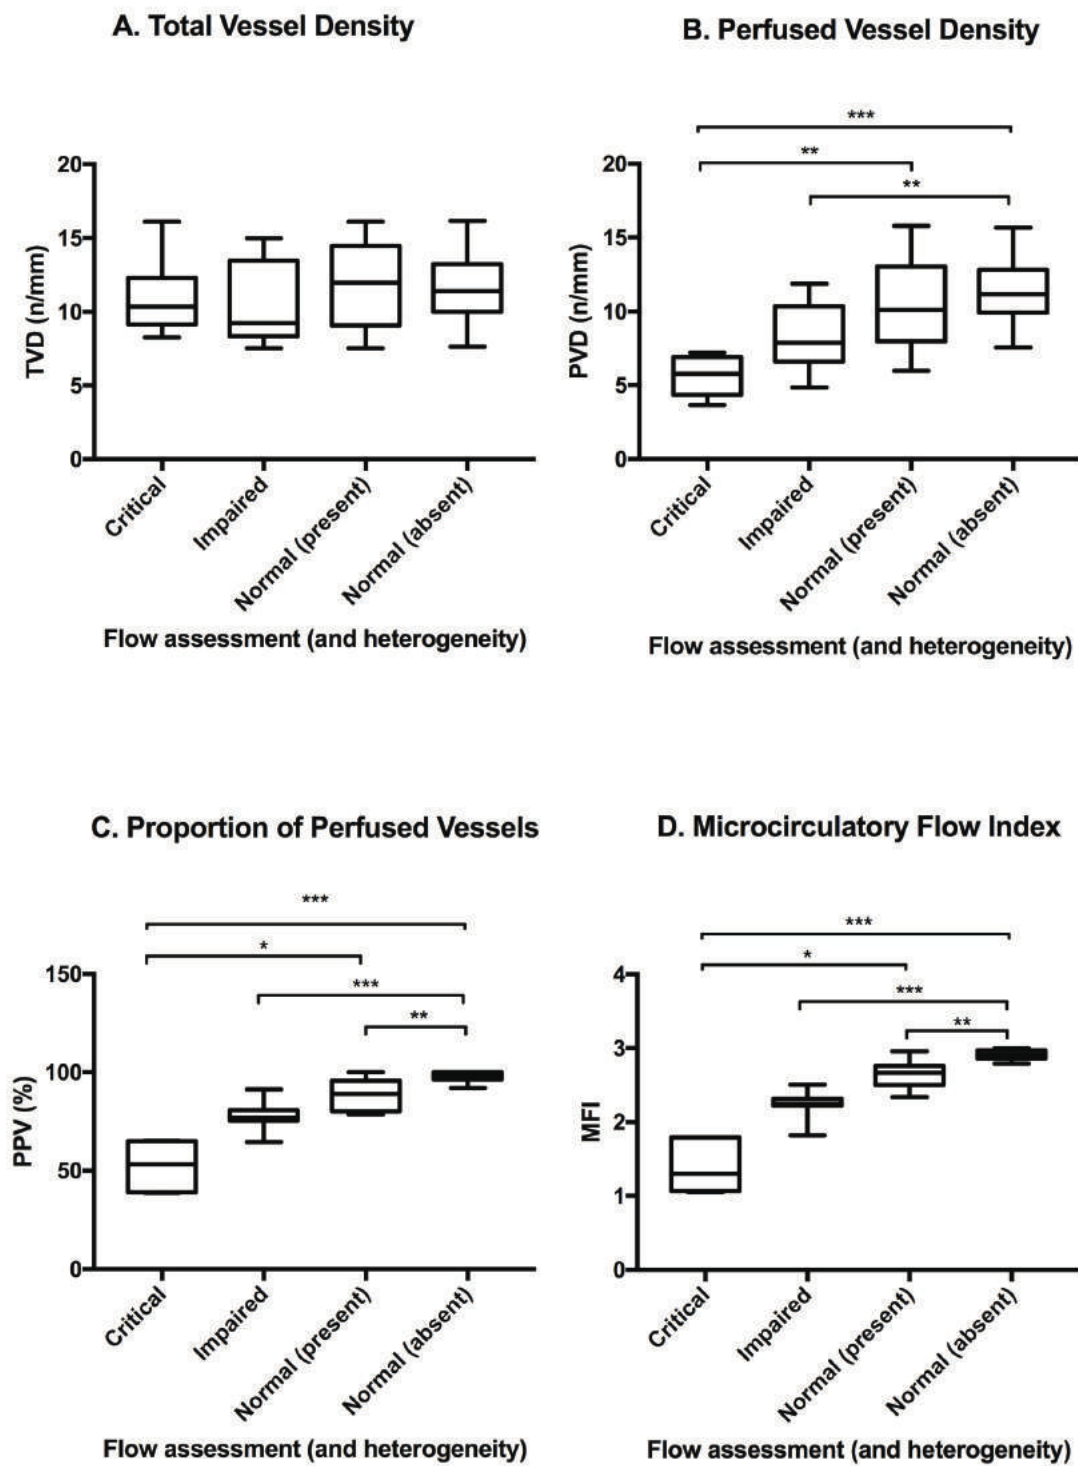 A. Total Vessel Density
TVD (n/mm)
20
15
10
5
0
Critical
Impaired
Normal (present)
Normal (absent)
Flow assessment (and heterogeneity)
B. Perfused Vessel Density
***
**
**
PVD (n/mm)
20
15
10
5
0
Critical
Impaired
Normal (present)
Normal (absent)
Flow assessment (and heterogeneity)
C. Proportion of Perfused Vessels
***
*
***
**
PPV (%)
150
100
50
0
Critical
Impaired
Normal (present)
Normal (absent)
Flow assessment (and heterogeneity)
D. Microcirculatory Flow Index
***
*
***
**
MFI
4
3
2
1
0
Critical
Impaired
Normal (present)
Normal (absent)
Flow assessment (and heterogeneity)